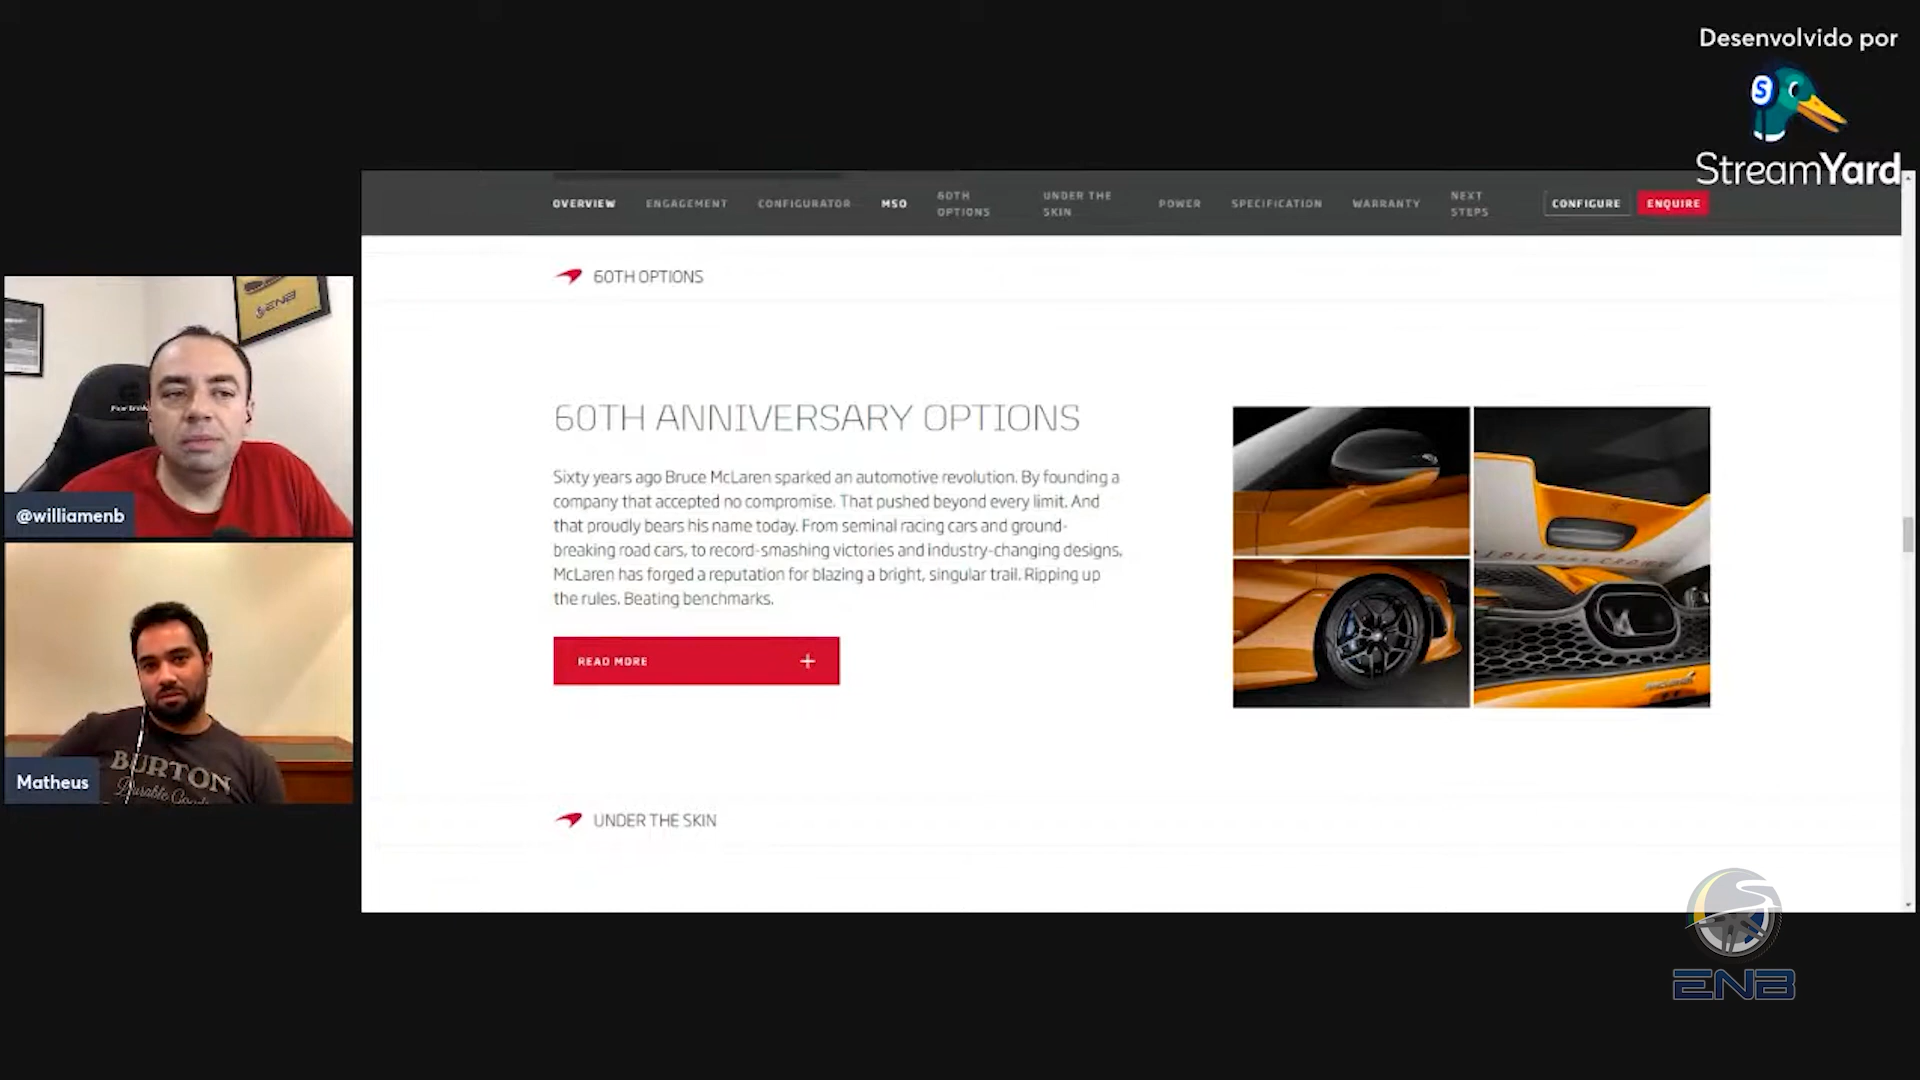 Desenvolvido por
StreamYard
OVERVIEW
ENGAGEMENT
CONFIGURATOR
MSO
60TH
OPTIONS
UNDER THE
SKIN
POWER
SPECIFICATION
WARRANTY
NEXT
STEPS
CONFIGURE
ENQUIRE
60TH OPTIONS
60TH ANNIVERSARY OPTIONS
Sixty years ago Bruce McLaren sparked an automotive revolution. By founding a
company that accepted no compromise. That pushed beyond every limit. And
that proudly bears his name today. From seminal racing cars and ground-
breaking road cars, to record-smashing victories and industry-changing designs,
McLaren has forged a reputation for blazing a bright, singular trail. Ripping up
the rules. Beating benchmarks.
READ MORE
UNDER THE SKIN
ENB
@williamenb
BURTON
Durable
Matheus
ENB